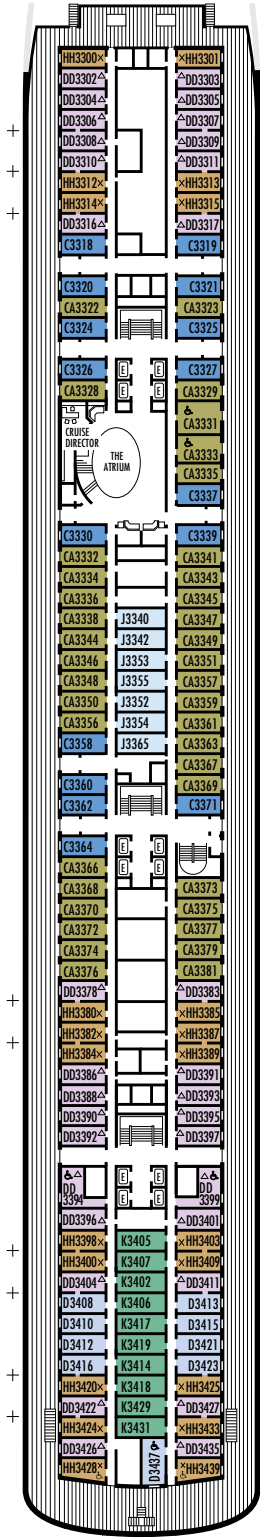 HH3300×
×HH3301
DD3302△
△DD3303
DD3304△
△DD3305
DD3306△
△DD3307
DD3308△
△DD3309
DD3310△
△DD3311
HH3312×
×HH3313
HH3314×
×HH3315
DD3316△
△DD3317
C3318
C3319
C3320
C3321
CA3322
CA3323
C3324
C3325
C3326
E
E
C3327
CA3328
E
E
CA3329
CRUISE
DIRECTOR
THE
ATRIUM
CA3331
CA3333
CA3335
C3337
C3330
C3339
CA3332
CA3341
CA3334
CA3343
CA3336
CA3345
CA3338
J3340
CA3347
CA3344
J3342
CA3349
CA3346
J3353
CA3351
CA3348
J3355
CA3357
CA3350
J3352
CA3359
CA3356
J3354
CA3361
C3358
J3365
CA3363
CA3367
C3360
CA3369
C3362
C3371
C3364
E
E
CA3366
E
E
CA3368
CA3373
CA3370
CA3375
CA3372
CA3377
CA3374
CA3379
CA3376
CA3381
DD3378△
△DD3383
HH3380×
×HH3385
HH3382×
×HH3387
HH3384×
×HH3389
DD3386△
△DD3391
DD3388△
△DD3393
DD3390△
△DD3395
DD3392△
△DD3397
DD
3394
△
E
E
E
E
△
DD
3399
DD3396△
△DD3401
HH3398×
K3405
×HH3403
HH3400×
K3407
×HH3409
DD3404△
K3402
△DD3411
D3408
K3406
D3413
D3410
K3417
D3415
D3412
K3419
D3421
D3416
K3414
D3423
HH3420×
K3418
×HH3425
DD3422△
K3429
△DD3427
HH3424×
K3431
×HH3433
DD3426△
D3437
△DD3435
HH3428×
×HH3439